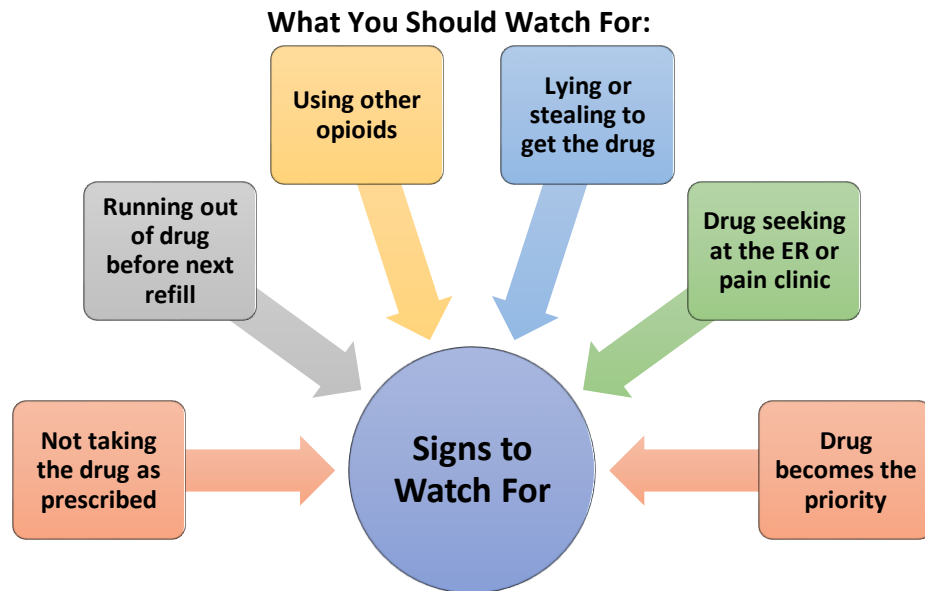 What You Should Watch For:
Using other
opioids
Lying or
stealing to
get the drug
Running out
of drug
before next
refill
Drug seeking
at the ER or
pain clinic
Not taking
the drug as
prescribed
Signs to
Watch For
Drug
becomes the
priority